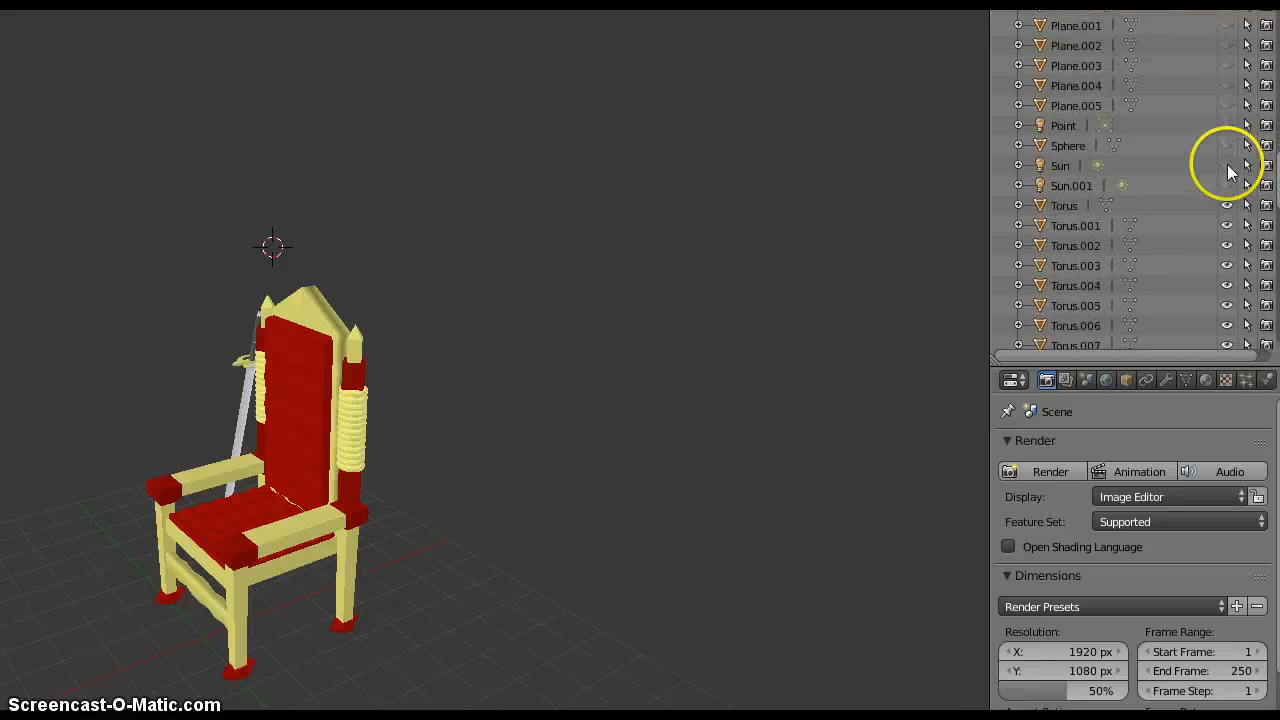 Plane.001
Plane.002
Plane.003
Plane.004
Plane.005
Point
Sphere
Sun
Sun.001
Torus
Torus.001
Torus.002
Torus.003
Torus.004
Torus.005
Torus.006
Torus.007
Scene
Render
Render Animation Audio
Display: Image Editor
Feature Set: Supported
Open Shading Language
Dimensions
Render Presets
Resolution: Frame Range:
X: 1920 px Start Frame: 1
Y: 1080 px End Frame: 250
50% Frame Step: 1
Screencast-O-Matic.com